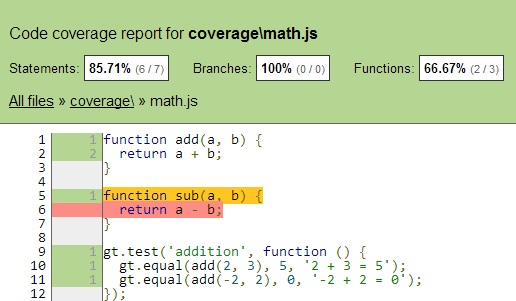 Code coverage report for coverage\math.js
Statements: 85.71% (6 / 7) Branches: 100% (0 / 0) Functions: 66.67% (2 / 3)
All files » coverage\ » math.js
1 1 function add(a, b) {
2 2 return a + b;
3 }
4
5 1 function sub(a, b) {
6 return a - b;
7 }
8
9 1 gt.test('addition', function () {
10 1 gt.equal(add(2, 3), 5, '2 + 3 = 5');
11 1 gt.equal(add(-2, 2), 0, '-2 + 2 = 0');
12 });